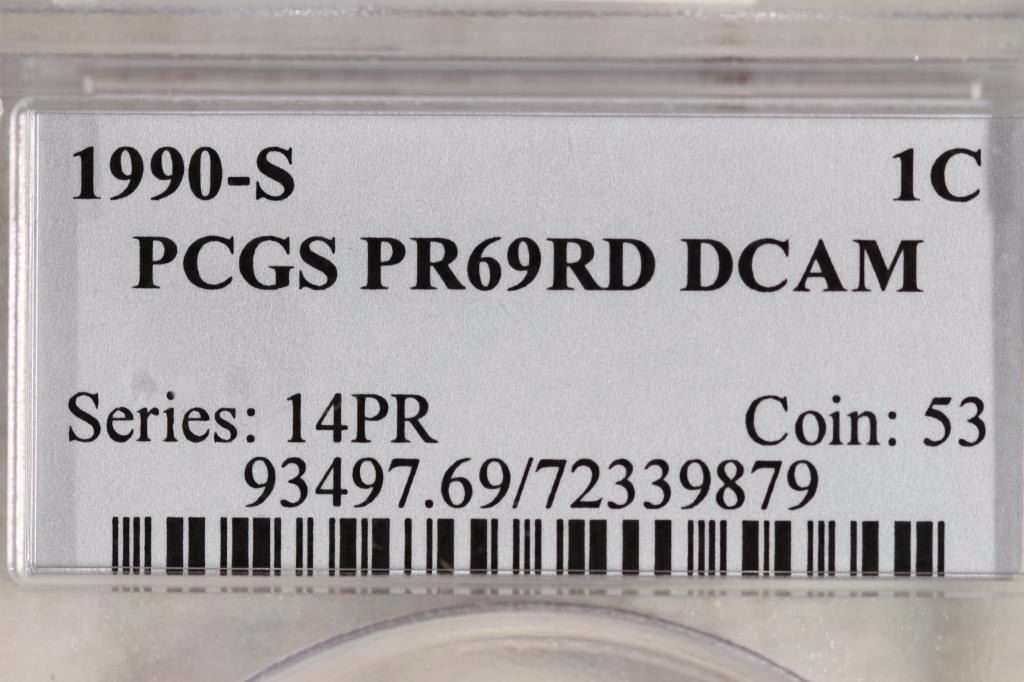 1990-S 1C
PCGS PR69RD DCAM
Series: 14PR Coin: 53
93497.69/72339879